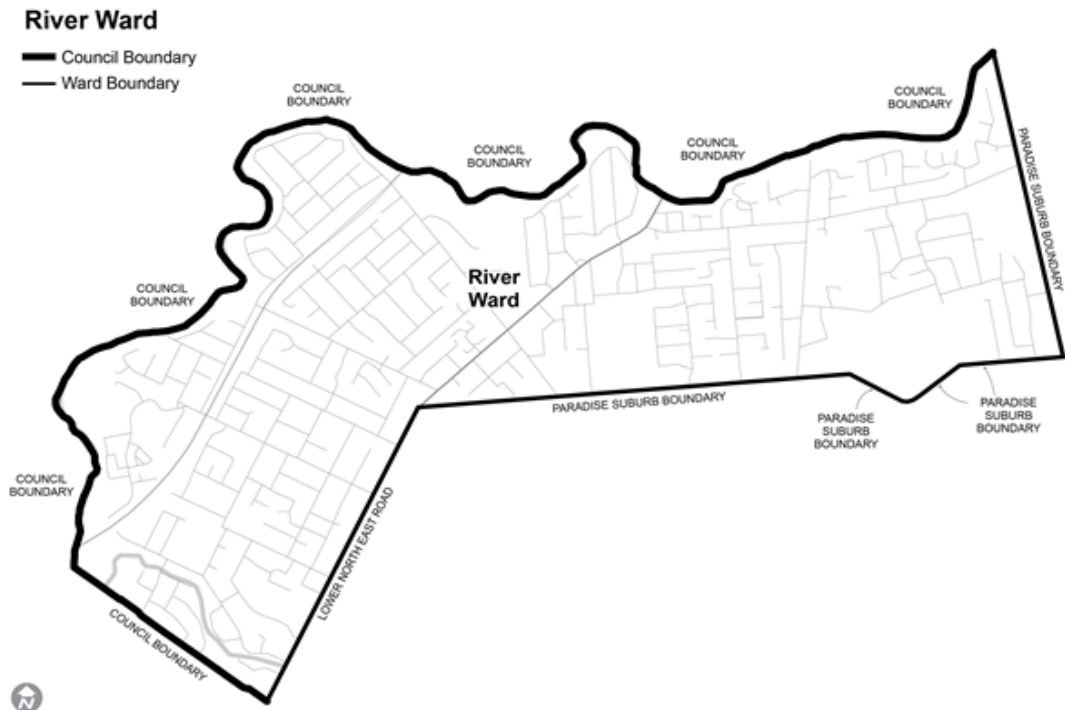 River Ward
Council Boundary
Ward Boundary
COUNCIL
BOUNDARY
COUNCIL
BOUNDARY
COUNCIL
BOUNDARY
COUNCIL
BOUNDARY
PARADISE SUBURB BOUNDARY
River
Ward
COUNCIL
BOUNDARY
PARADISE SUBURB BOUNDARY
PARADISE
SUBURB
BOUNDARY
PARADISE
SUBURB
BOUNDARY
COUNCIL
BOUNDARY
LOWER NORTH EAST ROAD
COUNCIL BOUNDARY
N